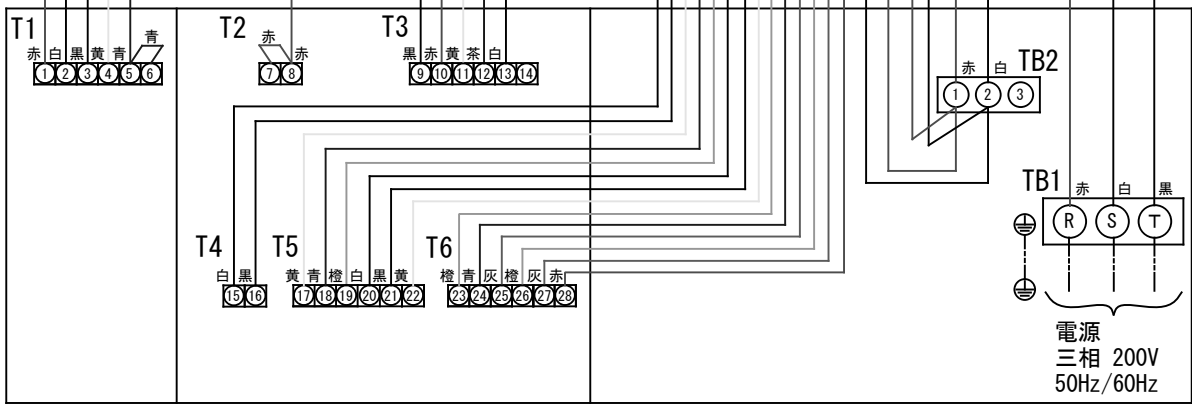 T1
赤 白 黒 黄 青 青
1 2 3 4 5 6
T2
赤 赤
7 8
T3
黒 赤 黄 茶 白
9 10 11 12 13 14
TB2
赤 白
1 2 3
TB1
赤 白 黒
R S T
T4
白 黒
15 16
T5
黄 青 橙 白 黒 黄
17 18 19 20 21 22
T6
橙 青 灰 橙 灰 赤
23 24 25 26 27 28
電源
三相 200V
50Hz/60Hz